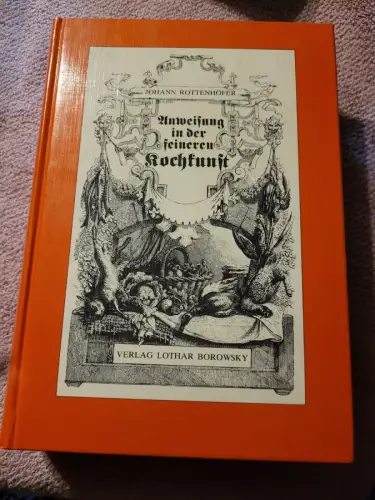 JOHANN ROTTENHÖFER
Anweisung
in der
feineren
Kochkunst
VERLAG LOTHAR BOROWSKY